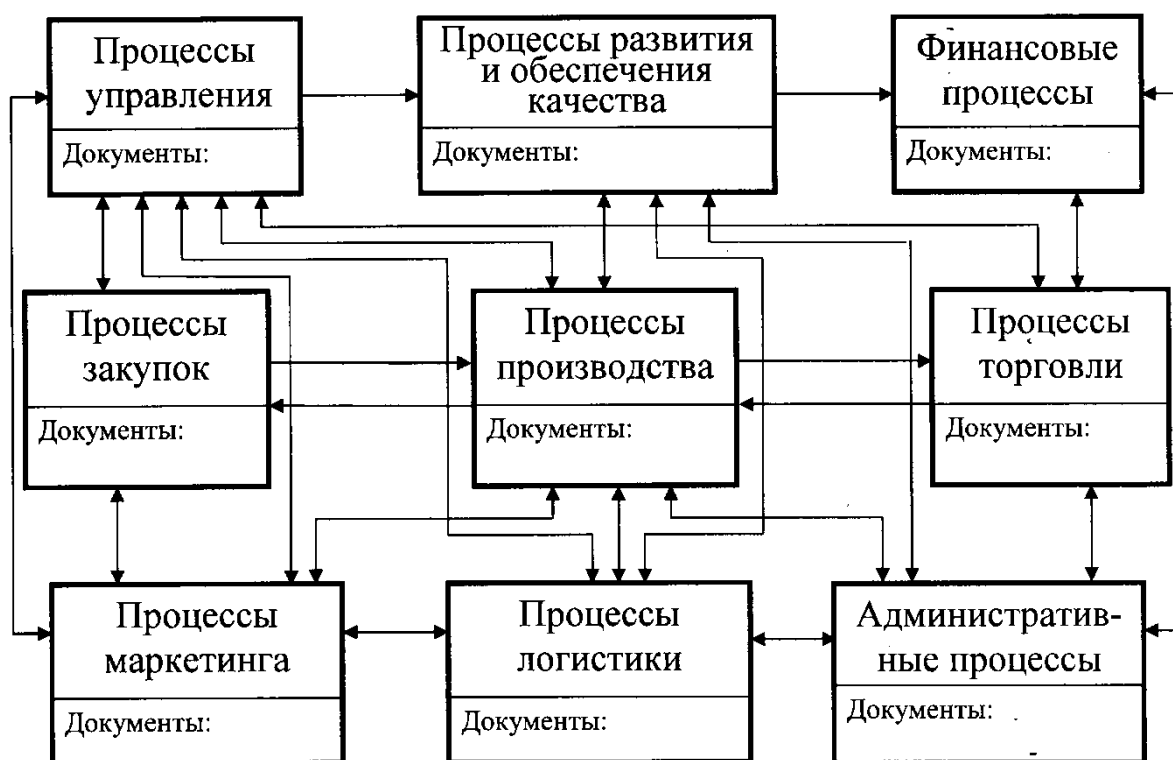 Процессы
управления
Документы:
Процессы развития
и обеспечения
качества
Документы:
Финансовые
процессы
Документы:
Процессы
закупок
Документы:
Процессы
производства
Документы:
Процессы
торговли
Документы:
Процессы
маркетинга
Документы:
Процессы
логистики
Документы:
Административ-
ные процессы
Документы: